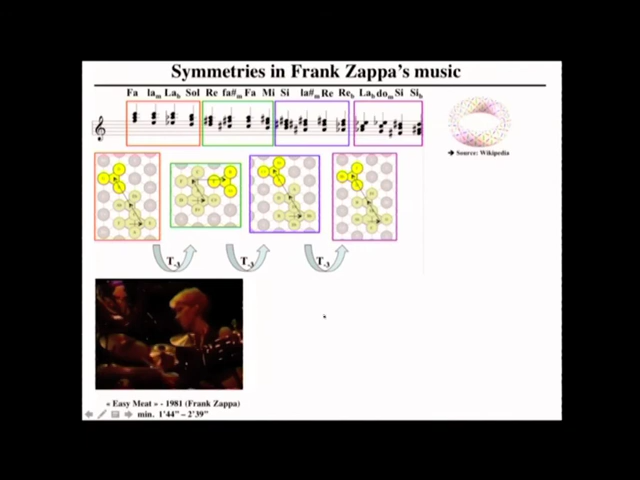 Symmetries in Frank Zappa's music
Fa la_m La_b Sol Re fa#_m Fa Mi Si la#_m Re Re_b La_b do_m Si Si_b
➔ Source: Wikipedia
T_-3 T_-3 T_-3
« Easy Meat » - 1981 (Frank Zappa)
min. 1'44" – 2'39"